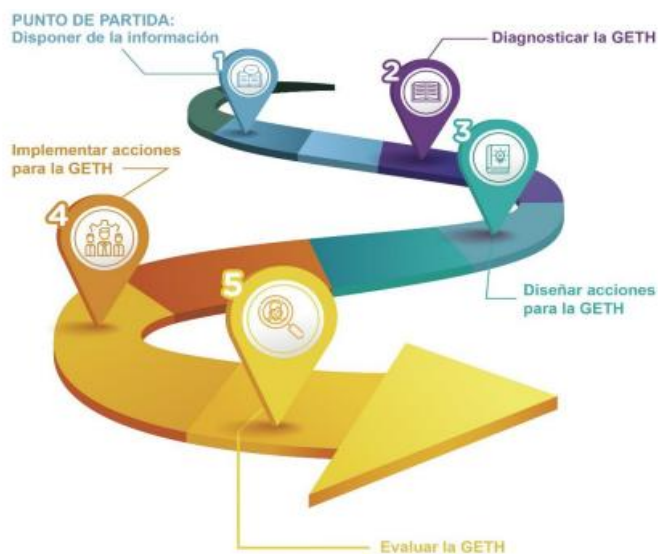 PUNTO DE PARTIDA:
Disponer de la información
1
2
Diagnosticar la GETH
3
Implementar acciones
para la GETH
4
5
Diseñar acciones
para la GETH
Evaluar la GETH